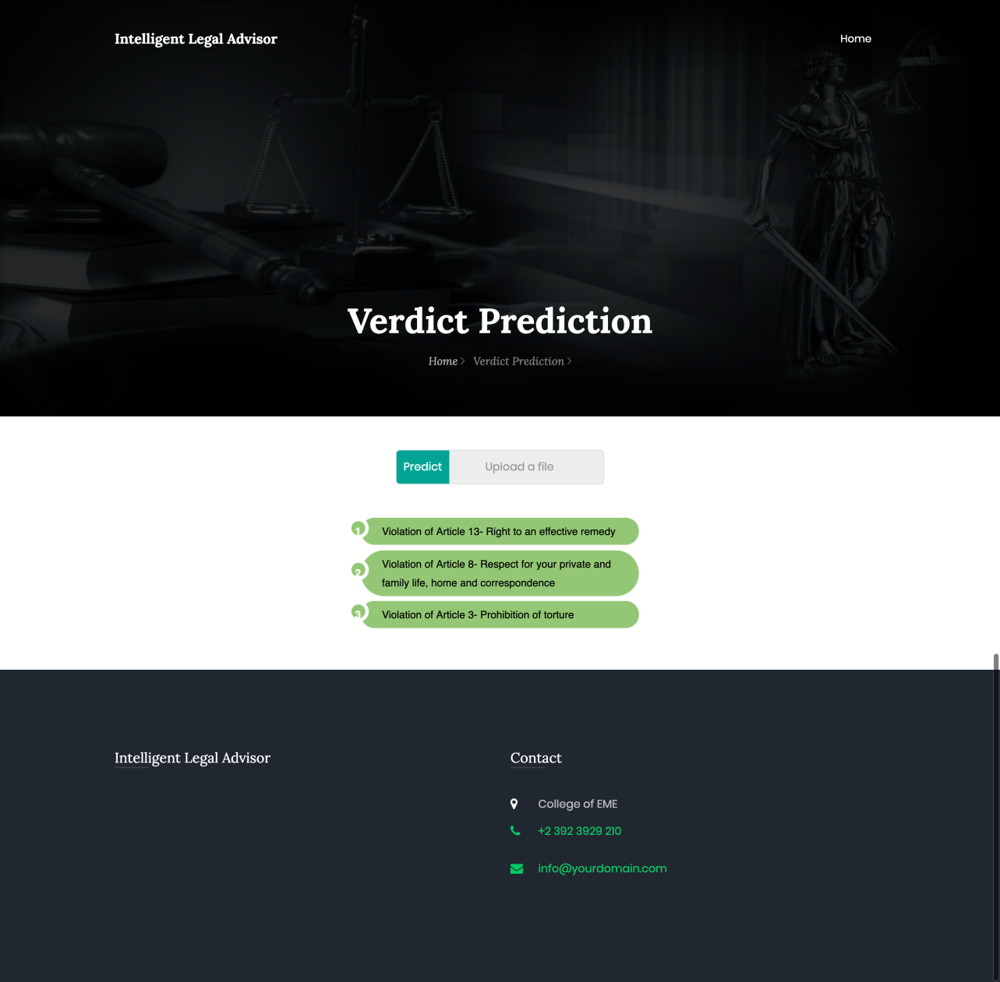 Intelligent Legal Advisor
Home
Verdict Prediction
Home > Verdict Prediction >
Predict
Upload a file
1
Violation of Article 13- Right to an effective remedy
2
Violation of Article 8- Respect for your private and
family life, home and correspondence
3
Violation of Article 3- Prohibition of torture
Intelligent Legal Advisor
Contact
College of EME
+2 392 3929 210
info@yourdomain.com